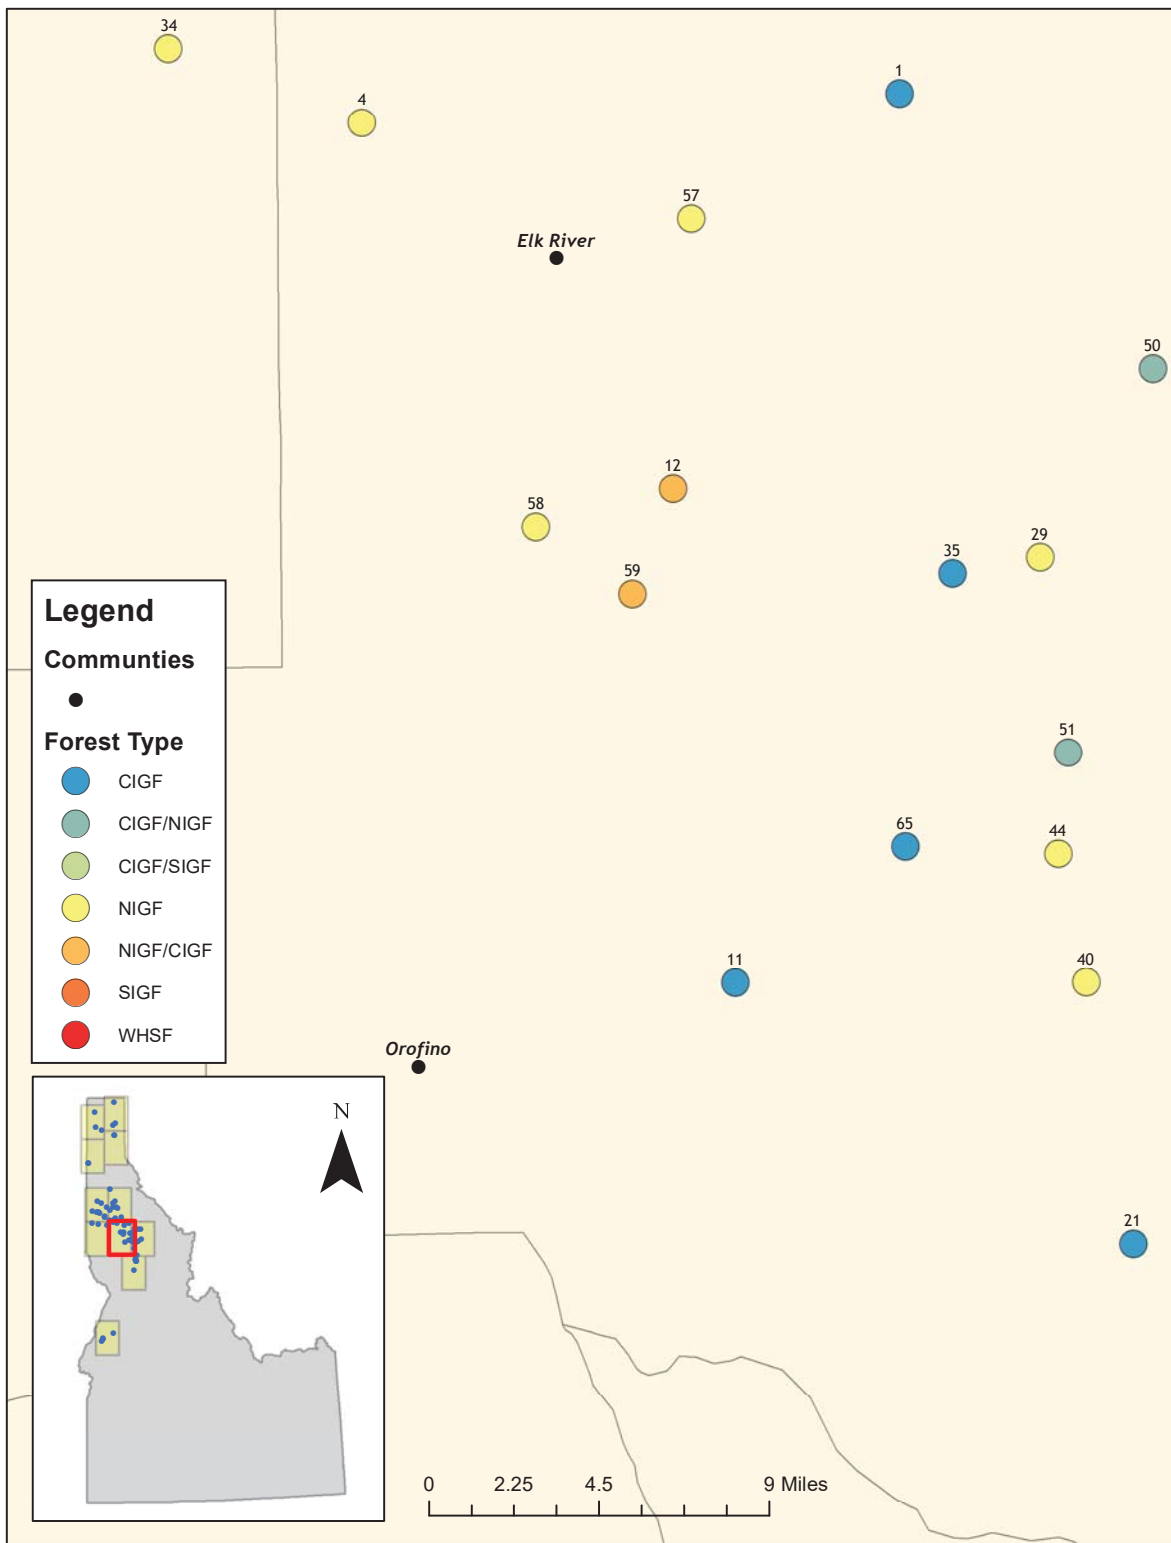 34
1
4
57
Elk River
50
12
58
29
35
59
Legend
Communties
51
Forest Type
CIGF
CIGF/NIGF
65
44
CIGF/SIGF
NIGF
NIGF/CIGF
11
40
SIGF
WHSF
Orofino
N
21
0 2.25 4.5 9 Miles